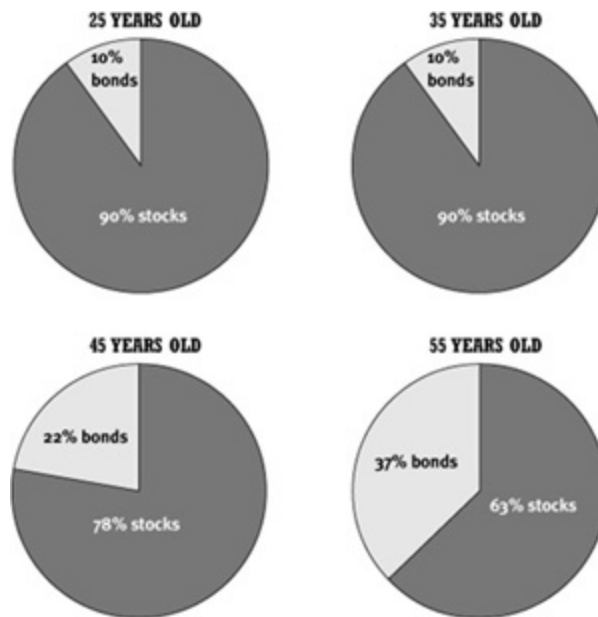 25 YEARS OLD
10%
bonds
90% stocks
35 YEARS OLD
10%
bonds
90% stocks
45 YEARS OLD
22% bonds
78% stocks
55 YEARS OLD
37% bonds
63% stocks